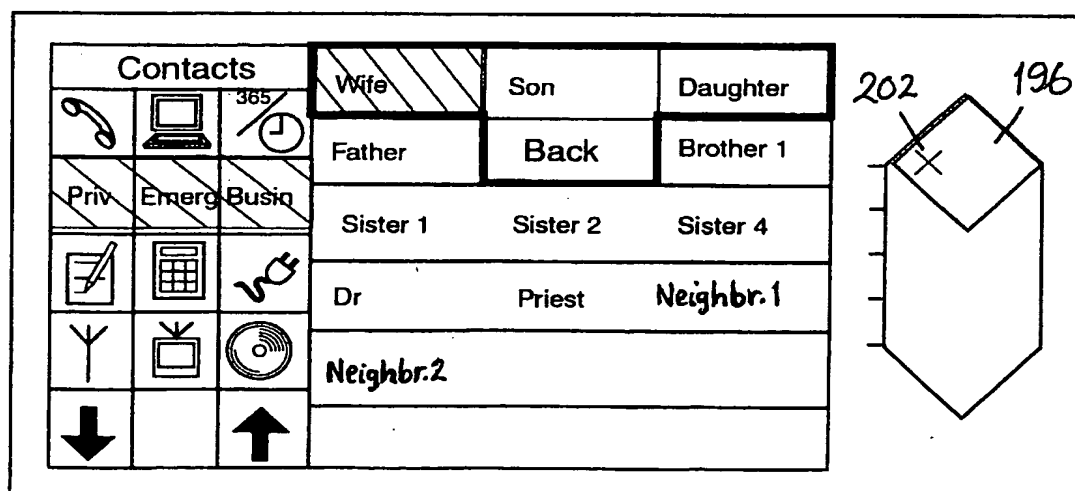 Contacts
Wife Son Daughter
365
Father Back Brother 1
Priv Emerg Busin
Sister 1 Sister 2 Sister 4
Dr Priest Neighbr.1
Neighbr.2
202 196